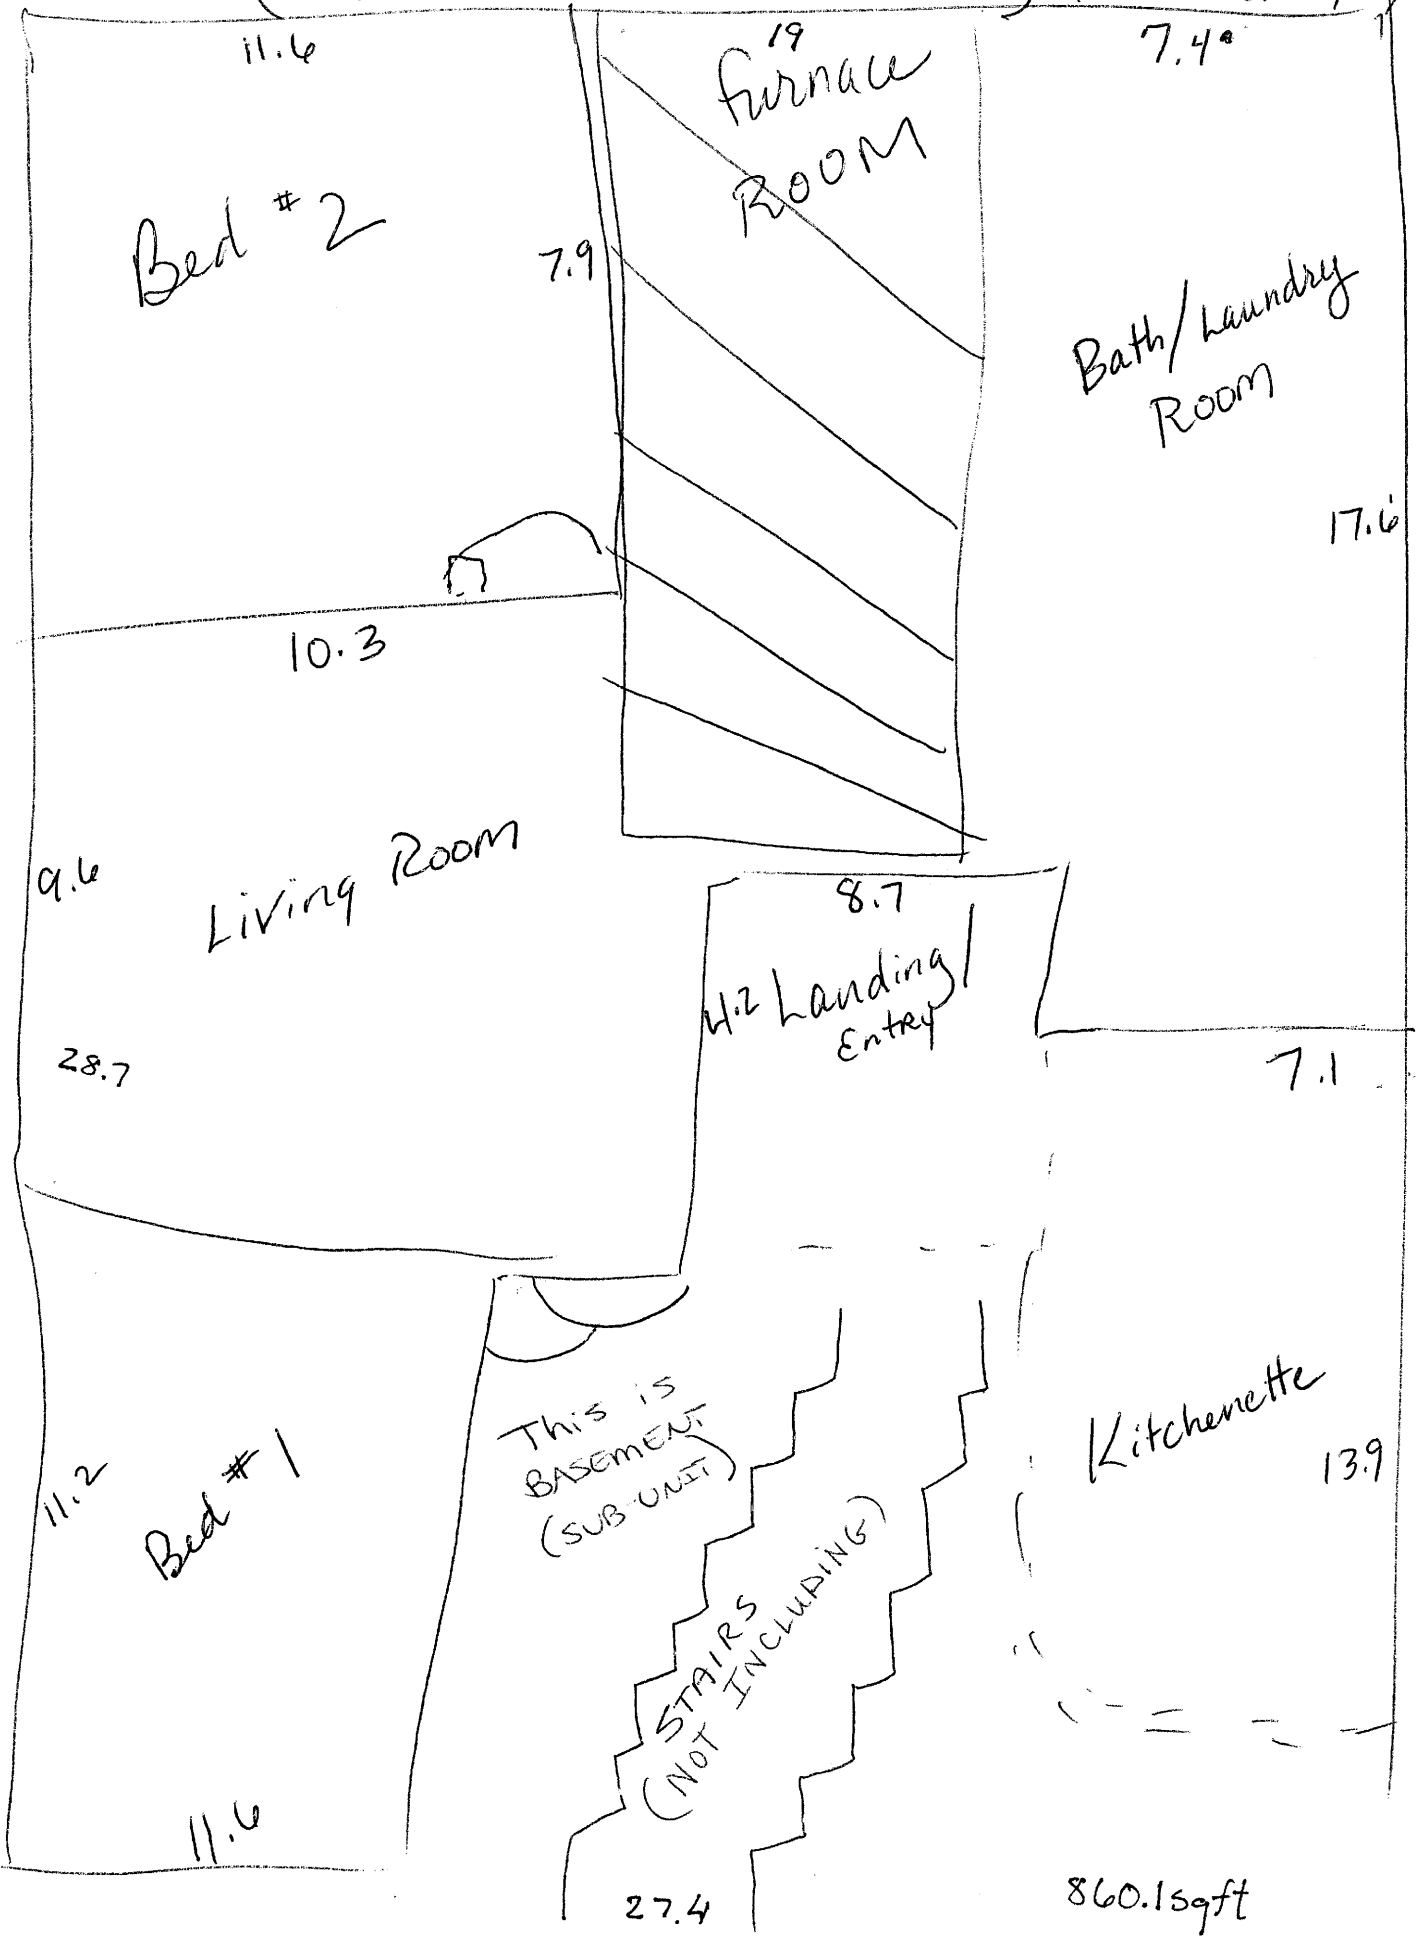 11.6
19
7.4
Furnace
ROOM
Bed #2
7.9
Bath/Laundry
ROOM
17.6
10.3
Living Room
9.6
8.7
4.2 Landing/
Entry
28.7
7.1
This is
BASEMENT
(SUB-UNIT)
Kitchenette
13.9
11.2
Bed #1
STAIRS
(NOT INCLUDING)
11.6
27.4
860.1sqft